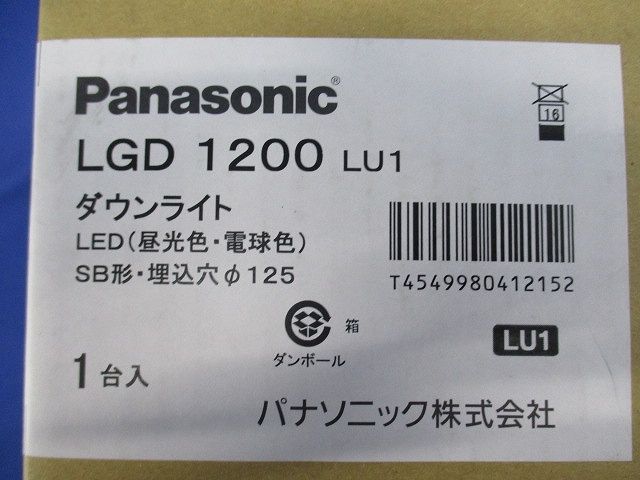 Panasonic®
LGD 1200 LU1
ダウンライト
LED(昼光色・電球色)
SB形・埋込穴φ125
16
T4549980412152
箱
ダンボール
LU1
1台入
パナソニック株式会社